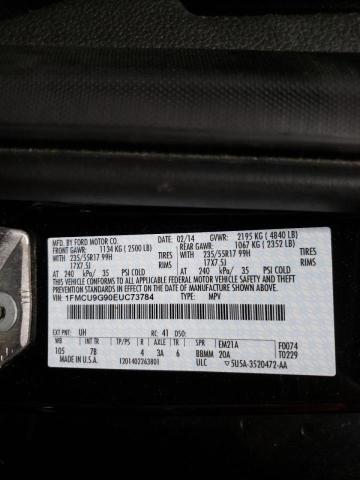 MFD. BY FORD MOTOR CO.
DATE: 02/14 GVWR: 2195 KG (4840 LB)
FRONT GAWR: 1134 KG (2500 LB) REAR GAWR: 1067 KG (2352 LB)
WITH 235/55R17 99H TIRES WITH 235/55R17 99H TIRES
17X7.5J RIMS 17X7.5J RIMS
AT 240 kPa/ 35 PSI COLD AT 240 kPa/ 35 PSI COLD
THIS VEHICLE CONFORMS TO ALL APPLICABLE FEDERAL MOTOR VEHICLE SAFETY
AND BUMPER STANDARDS IN EFFECT ON THE DATE OF MANUFACTURE SHOWN ABOVE.
VIN: 1FMCU9G90EUC73784
TYPE: MPV
EXT PNT: UH RC: 41 DSO:
WB INT TR TP/PS R AXLE TR SPR EM21A F0074
105 7B 4 3A 6 BBMM 20A T0229
MADE IN U.S.A. 1201402263801 ULC 5U5A-3520472-AA